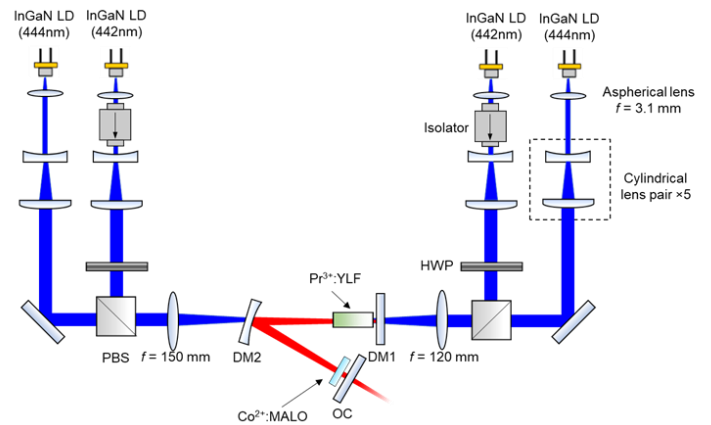 InGaN LD
(444nm)
InGaN LD
(442nm)
InGaN LD
(442nm)
InGaN LD
(444nm)
Aspherical lens
f = 3.1 mm
Isolator
Cylindrical
lens pair ×5
HWP
Pr³⁺:YLF
PBS
f = 150 mm
DM2
DM1
f = 120 mm
Co²⁺:MALO
OC